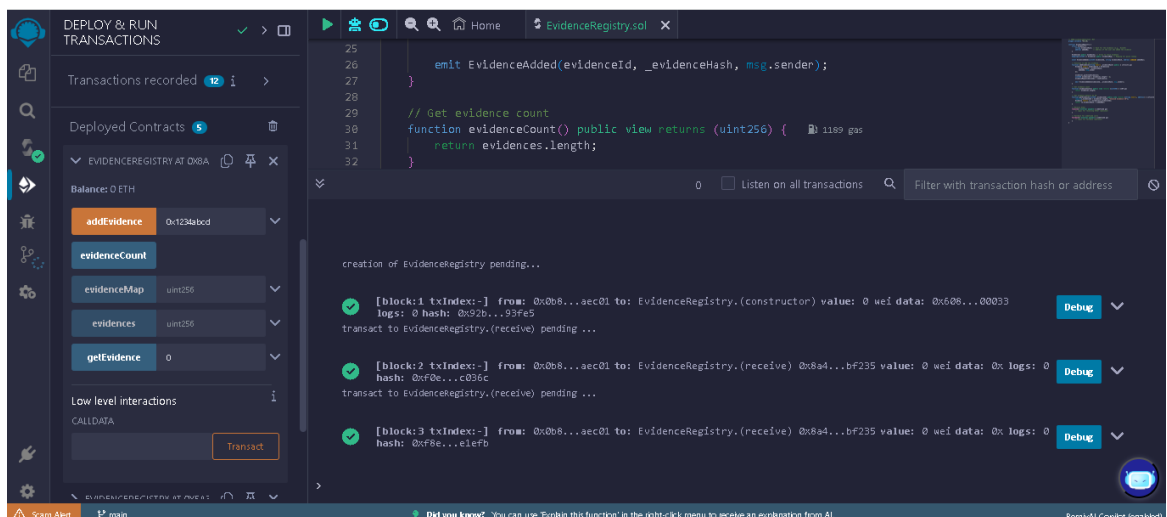 DEPLOY & RUN
TRANSACTIONS
Transactions recorded 12 i
Deployed Contracts 5
EVIDENCEREGISTRY AT 0X8A
Balance: 0 ETH
addEvidence 0x1234abcd
evidenceCount
evidenceMap uint256
evidences uint256
getEvidence 0
Low level interactions i
CALLDATA
Transact
Home EvidenceRegistry.sol
25
26 emit EvidenceAdded(evidenceId, _evidenceHash, msg.sender);
27 }
28
29 // Get evidence count
30 function evidenceCount() public view returns (uint256) { 1109 gas
31 return evidences.length;
32 }
0 Listen on all transactions Filter with transaction hash or address
creation of EvidenceRegistry pending...
[block:1 txIndex:-] from: 0x0b8...aec01 to: EvidenceRegistry.(constructor) value: 0 wei data: 0x608...00033
logs: 0 hash: 0x92b...93fe5
Debug
transact to EvidenceRegistry.(receive) pending ...
[block:2 txIndex:-] from: 0x0b8...aec01 to: EvidenceRegistry.(receive) 0x8a4...bf235 value: 0 wei data: 0x logs: 0
hash: 0xf0e...c036c
Debug
transact to EvidenceRegistry.(receive) pending ...
[block:3 txIndex:-] from: 0x0b8...aec01 to: EvidenceRegistry.(receive) 0x8a4...bf235 value: 0 wei data: 0x logs: 0
hash: 0xf8e...e1efb
Debug
>
Scam Alert main Did you know? You can use 'Explain this function' in the right-click menu to receive an explanation from AI RemixAI Copilot (enabled)